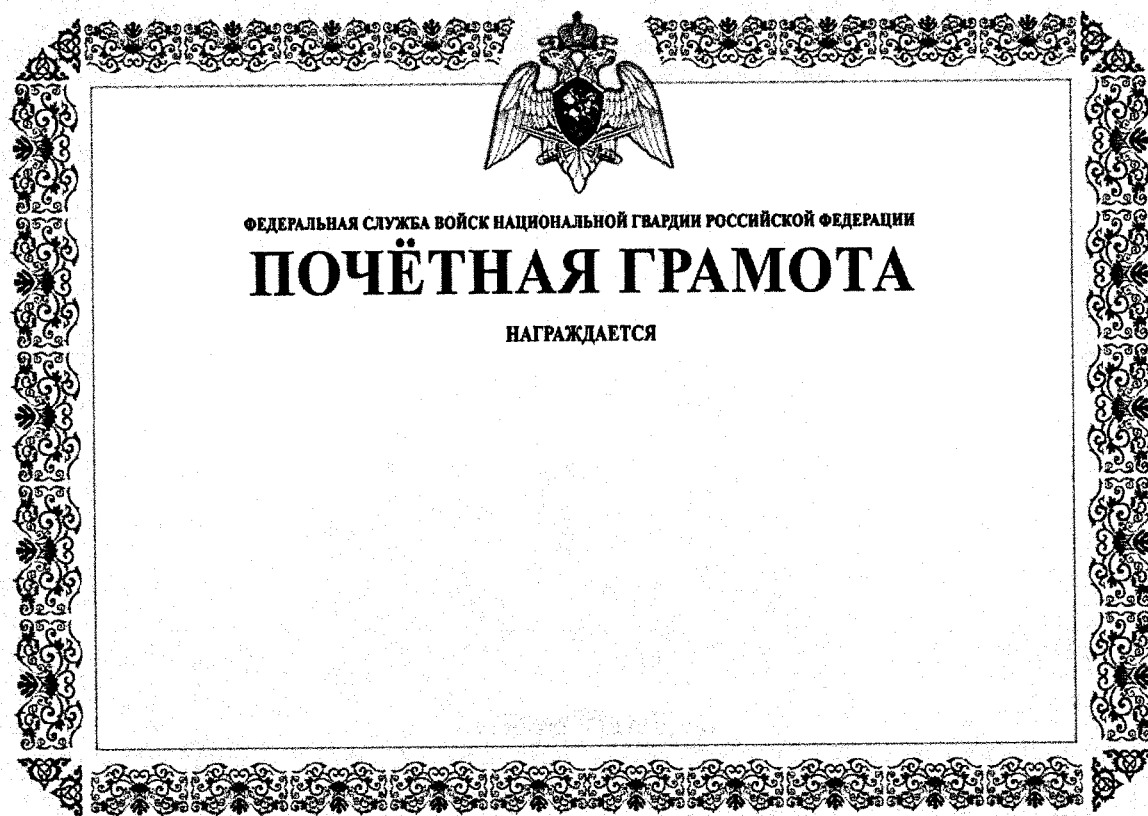 ФЕДЕРАЛЬНАЯ СЛУЖБА ВОЙСК НАЦИОНАЛЬНОЙ ГВАРДИИ РОССИЙСКОЙ ФЕДЕРАЦИИ
ПОЧЁТНАЯ ГРАМОТА
НАГРАЖДАЕТСЯ